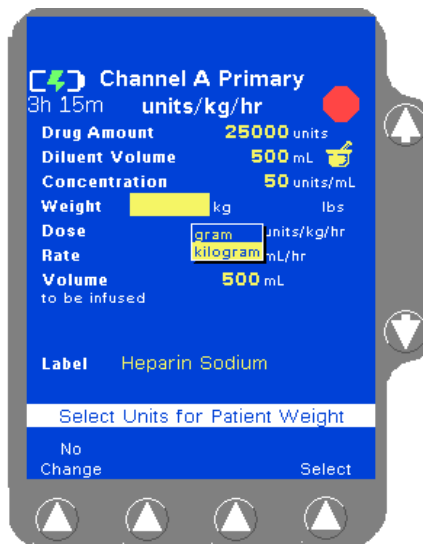 Channel A Primary
3h 15m units/kg/hr
Drug Amount 25000 units
Diluent Volume 500 mL
Concentration 50 units/mL
Weight kg lbs
Dose gram units/kg/hr
Rate kilogram mL/hr
Volume 500 mL
to be infused
Label Heparin Sodium
Select Units for Patient Weight
No
Change Select